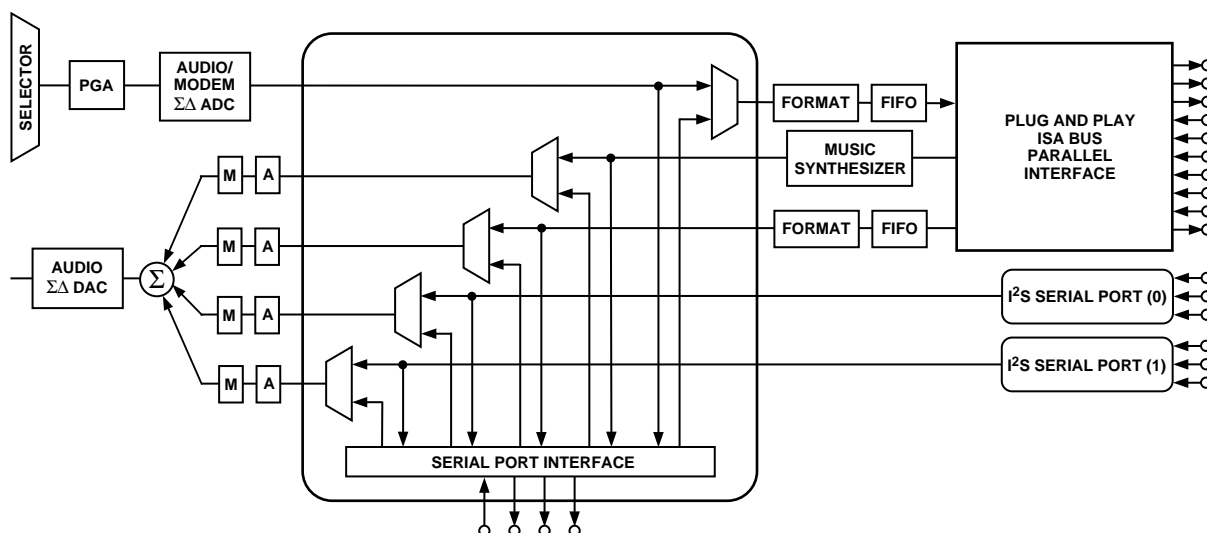 SELECTOR
PGA
AUDIO/
MODEM
ΣΔ ADC
FORMAT
FIFO
PLUG AND PLAY
ISA BUS
PARALLEL
INTERFACE
MUSIC
SYNTHESIZER
M
A
FORMAT
FIFO
M
A
AUDIO
ΣΔ DAC
Σ
I²S SERIAL PORT (0)
M
A
I²S SERIAL PORT (1)
M
A
SERIAL PORT INTERFACE